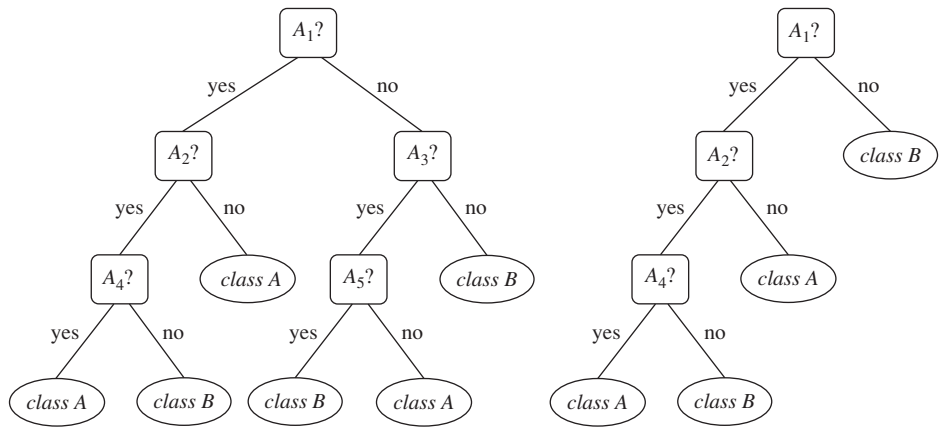 A₁? A₁?
yes no yes no
A₂? A₃? A₂? class B
yes no yes no yes no
A₄? class A A₅? class B A₄? class A
yes no yes no yes no
class A class B class B class A class A class B